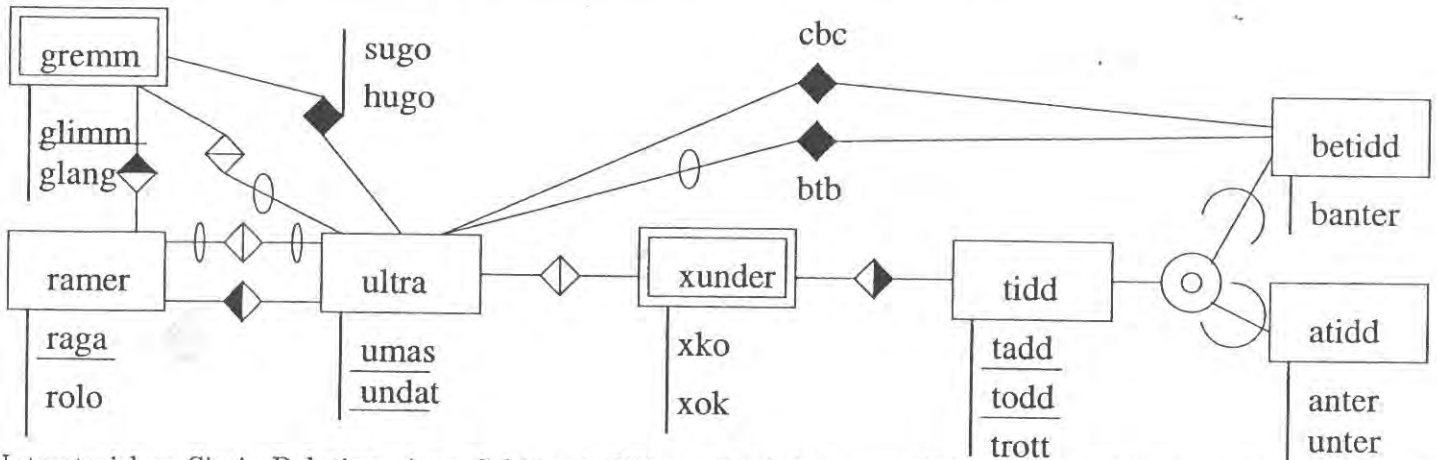 gremm
glimm
glang
sugo
hugo
cbc
btb
betidd
banter
ramer
raga
rolo
ultra
umas
undat
xunder
xko
xok
tidd
tadd
todd
trott
atidd
anter
unter